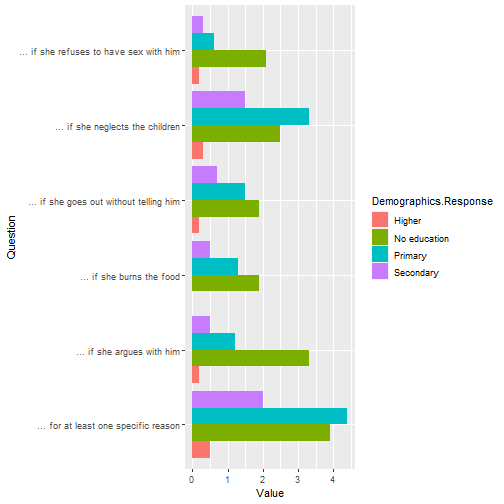 ... if she refuses to have sex with him
... if she neglects the children
... if she goes out without telling him
... if she burns the food
... if she argues with him
... for at least one specific reason
Question
0 1 2 3 4
Value
Demographics.Response
Higher
No education
Primary
Secondary